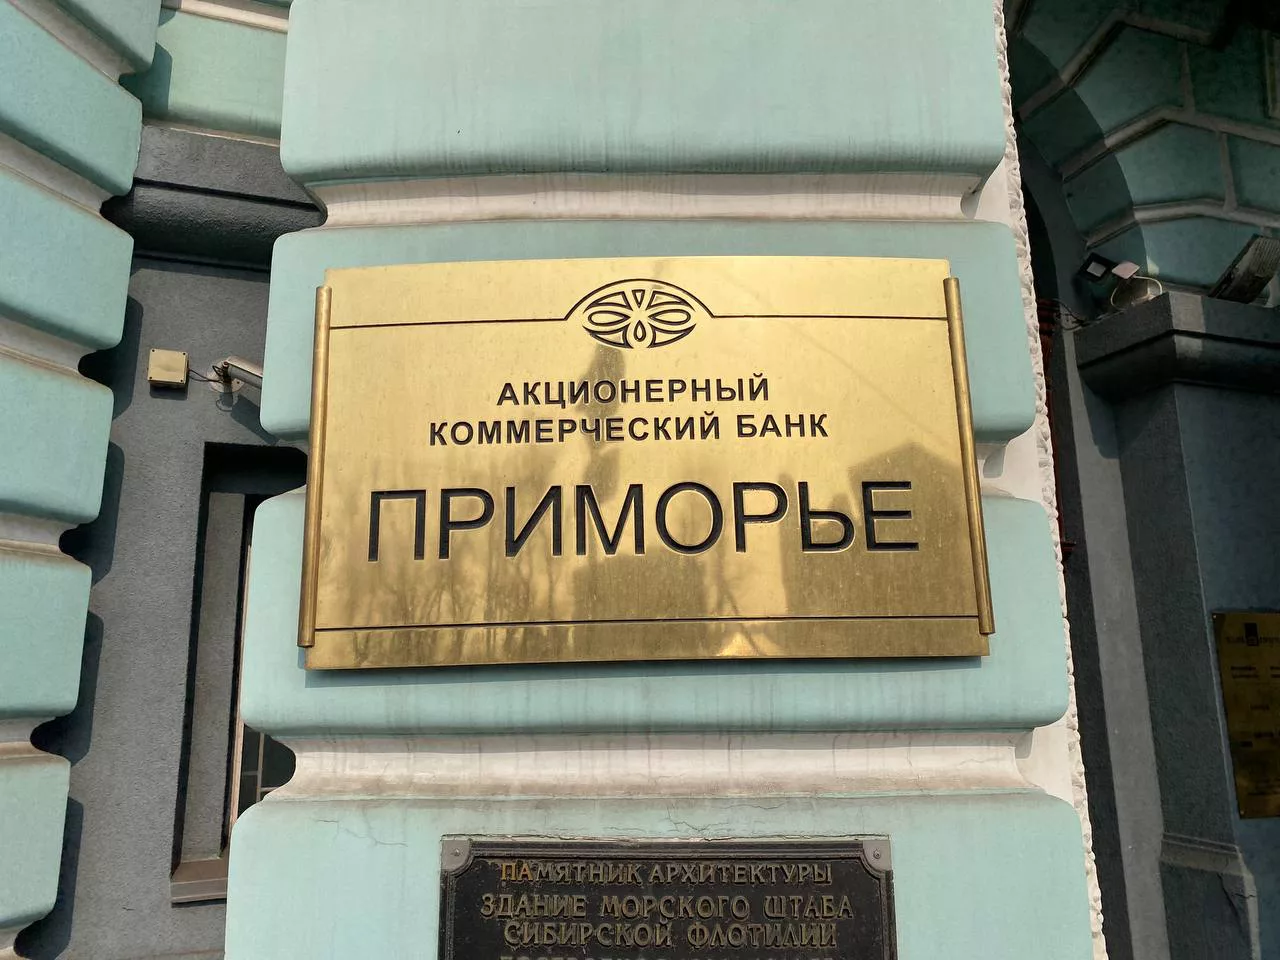 АКЦИОНЕРНЫЙ
КОММЕРЧЕСКИЙ БАНК
ПРИМОРЬЕ
ПАМЯТНИК АРХИТЕКТУРЫ
ЗДАНИЕ МОРСКОГО ШТАБА
СИБИРСКОЙ ФЛОТИЛИИ